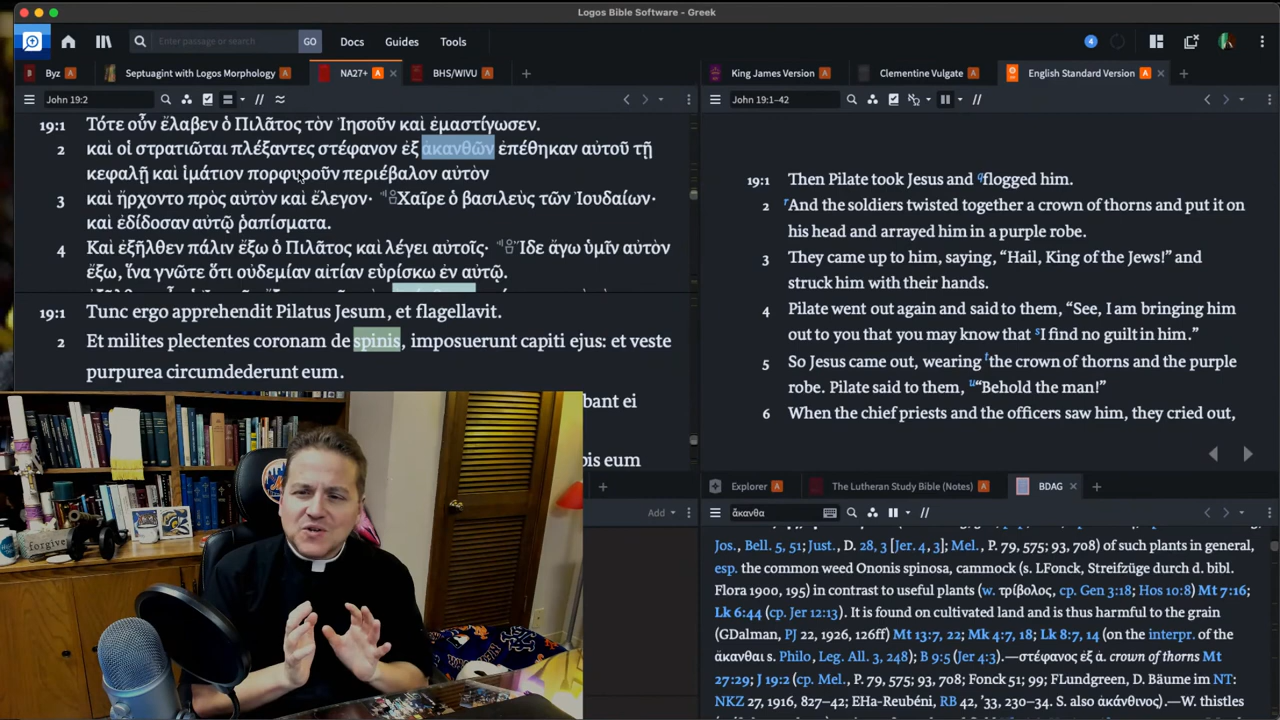 Logos Bible Software - Greek
Enter passage or search
GO
Docs
Guides
Tools
4
Byz A
Septuagint with Logos Morphology A
NA27+ A
BHS/WIVU A
John 19:2
19:1 Τότε οὖν ἔλαβεν ὁ Πιλᾶτος τὸν Ἰησοῦν καὶ ἐμαστίγωσεν.
2 καὶ οἱ στρατιῶται πλέξαντες στέφανον ἐξ ἀκανθῶν ἐπέθηκαν αὐτοῦ τῇ
κεφαλῇ καὶ ἱμάτιον πορφυροῦν περιέβαλον αὐτὸν
3 καὶ ἤρχοντο πρὸς αὐτὸν καὶ ἔλεγον· Χαῖρε ὁ βασιλεὺς τῶν Ἰουδαίων·
καὶ ἐδίδοσαν αὐτῷ ῥαπίσματα.
4 Καὶ ἐξῆλθεν πάλιν ἔξω ὁ Πιλᾶτος καὶ λέγει αὐτοῖς· Ἴδε ἄγω ὑμῖν αὐτὸν
ἔξω, ἵνα γνῶτε ὅτι οὐδεμίαν αἰτίαν εὑρίσκω ἐν αὐτῷ.
19:1 Tunc ergo apprehendit Pilatus Jesum, et flagellavit.
2 Et milites plectentes coronam de spinis, imposuerunt capiti ejus: et veste
purpurea circumdederunt eum.
bant ei
is eum
Add
forgive
King James Version A
Clementine Vulgate A
English Standard Version A
John 19:1–42
19:1 Then Pilate took Jesus and qflogged him.
2 rAnd the soldiers twisted together a crown of thorns and put it on
his head and arrayed him in a purple robe.
3 They came up to him, saying, “Hail, King of the Jews!” and
struck him with their hands.
4 Pilate went out again and said to them, “See, I am bringing him
out to you that you may know that sI find no guilt in him.”
5 So Jesus came out, wearing tthe crown of thorns and the purple
robe. Pilate said to them, u“Behold the man!”
6 When the chief priests and the officers saw him, they cried out,
Explorer A
The Lutheran Study Bible (Notes) A
BDAG
ἄκανθα
Jos., Bell. 5, 51; Just., D. 28, 3 [Jer. 4, 3]; Mel., P. 79, 575; 93, 708) of such plants in general,
esp. the common weed Ononis spinosa, cammock (s. LFonck, Streifzüge durch d. bibl.
Flora 1900, 195) in contrast to useful plants (w. τρίβολος, cp. Gen 3:18; Hos 10:8) Mt 7:16;
Lk 6:44 (cp. Jer 12:13). It is found on cultivated land and is thus harmful to the grain
(GDalman, PJ 22, 1926, 126ff) Mt 13:7, 22; Mk 4:7, 18; Lk 8:7, 14 (on the interpr. of the
ἄκανθαι s. Philo, Leg. All. 3, 248); B 9:5 (Jer 4:3).—στέφανος ἐξ ἀ. crown of thorns Mt
27:29; J 19:2 (cp. Mel., P. 79, 575; 93, 708; Fonck 51; 99; FLundgreen, D. Bäume im NT:
NKZ 27, 1916, 827–42; EHa-Reubéni, RB 42, ’33, 230–34. S. also ἀκάνθινος).—W. thistles